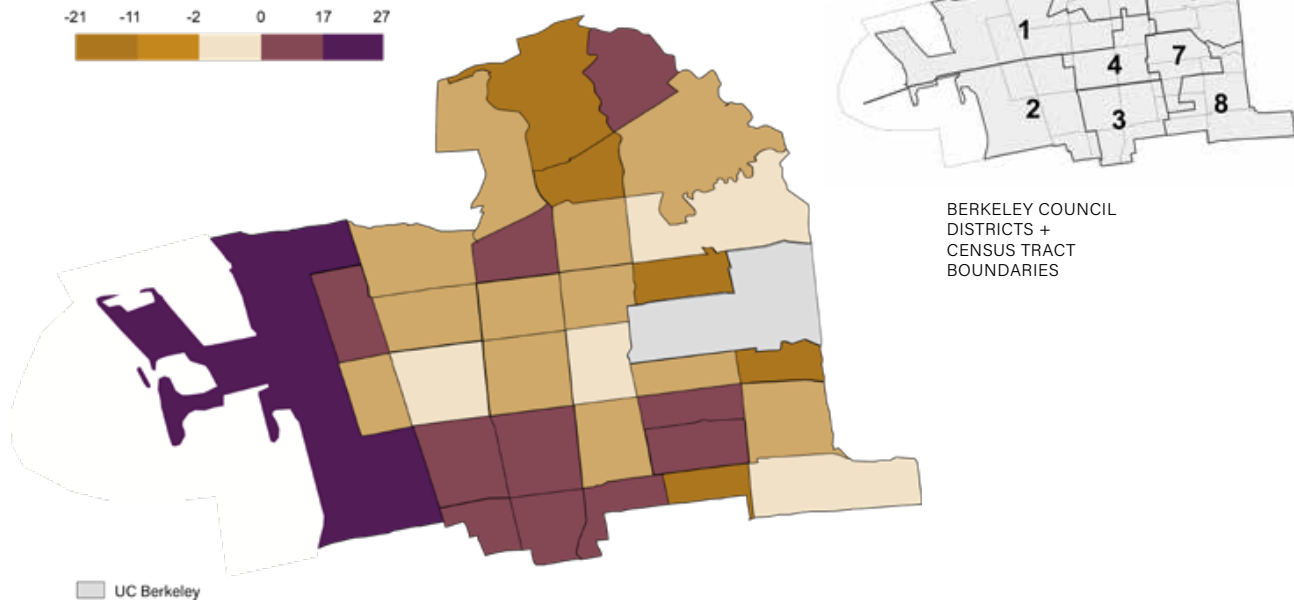 -21 -11 -2 0 17 27
1
4
7
2
3
8
BERKELEY COUNCIL
DISTRICTS +
CENSUS TRACT
BOUNDARIES
UC Berkeley